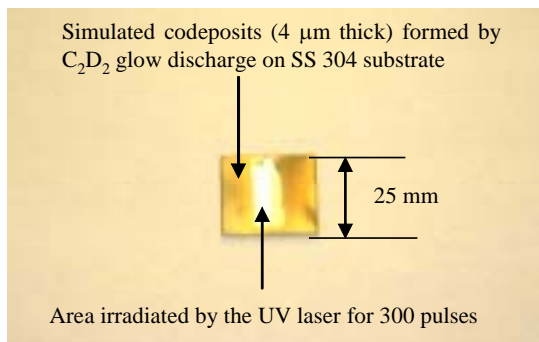 Simulated codeposits (4 μm thick) formed by
C₂D₂ glow discharge on SS 304 substrate
25 mm
Area irradiated by the UV laser for 300 pulses